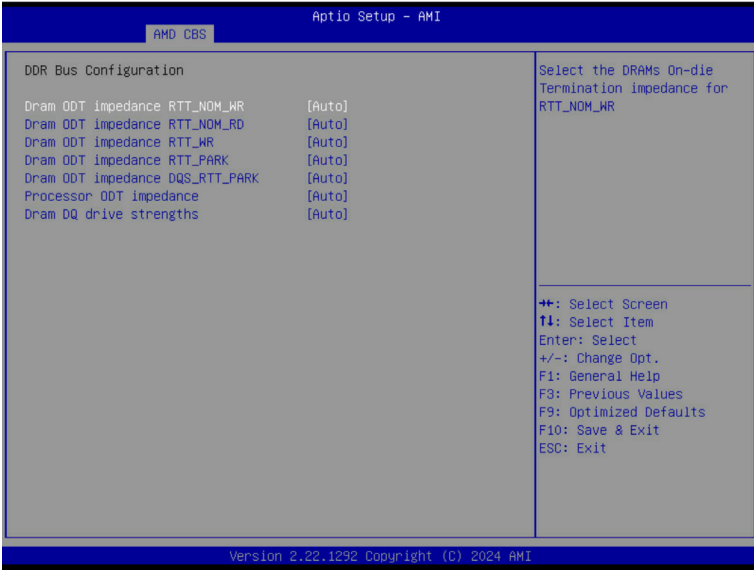 Aptio Setup – AMI
AMD CBS
DDR Bus Configuration
Dram ODT impedance RTT_NOM_WR [Auto]
Dram ODT impedance RTT_NOM_RD [Auto]
Dram ODT impedance RTT_WR [Auto]
Dram ODT impedance RTT_PARK [Auto]
Dram ODT impedance DQS_RTT_PARK [Auto]
Processor ODT impedance [Auto]
Dram DQ drive strengths [Auto]
Select the DRAMs On-die
Termination impedance for
RTT_NOM_WR
→←: Select Screen
↑↓: Select Item
Enter: Select
+/-: Change Opt.
F1: General Help
F3: Previous Values
F9: Optimized Defaults
F10: Save & Exit
ESC: Exit
Version 2.22.1292 Copyright (C) 2024 AMI